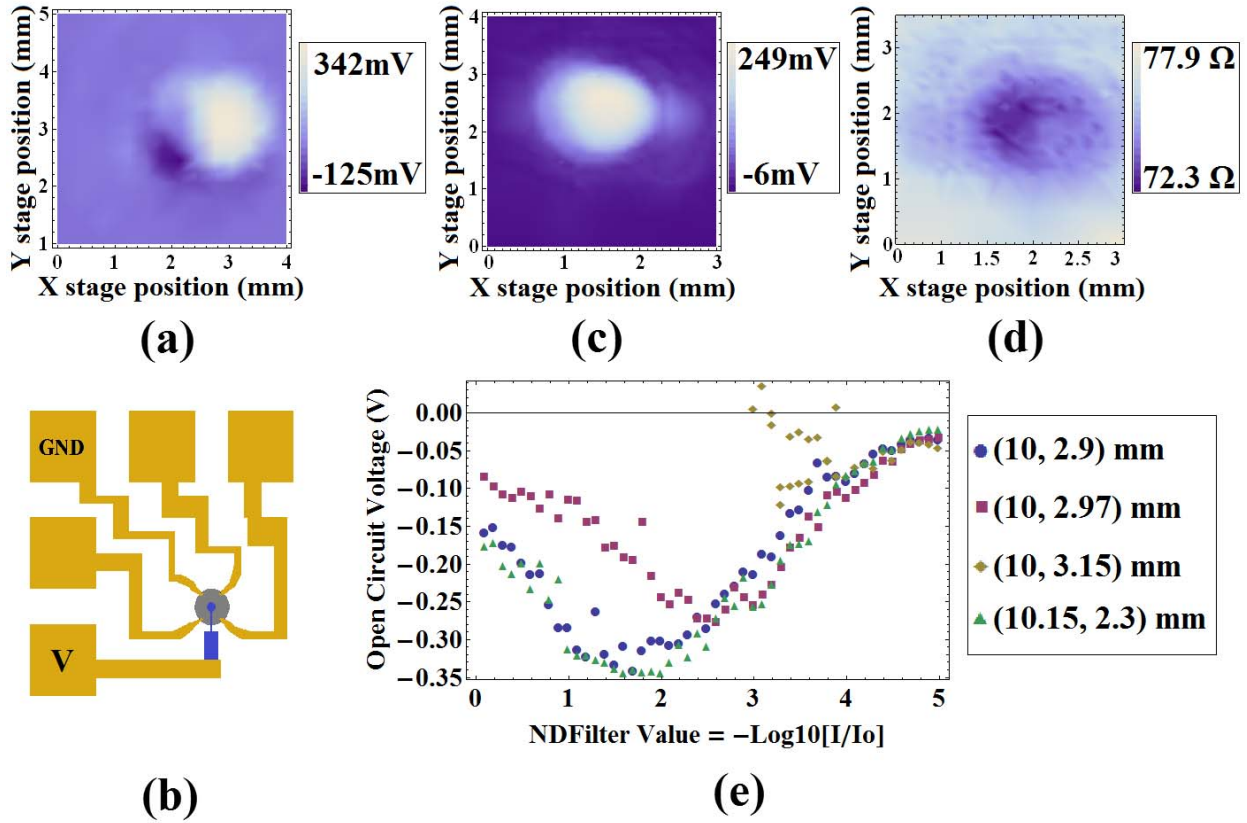 Y stage position (mm)
5
4
3
2
1
0 1 2 3 4
X stage position (mm)
342mV
-125mV
(a)
Y stage position (mm)
4
3
2
1
0
0 1 2 3
X stage position (mm)
249mV
-6mV
(c)
Y stage position (mm)
3
2
1
0
0 1 1.5 2 2.5 3
X stage position (mm)
77.9 Ω
72.3 Ω
(d)
GND
V
(b)
Open Circuit Voltage (V)
0.00
−0.05
−0.10
−0.15
−0.20
−0.25
−0.30
−0.35
0 1 2 3 4 5
NDFilter Value = −Log10[I/Io]
(10, 2.9) mm
(10, 2.97) mm
(10, 3.15) mm
(10.15, 2.3) mm
(e)